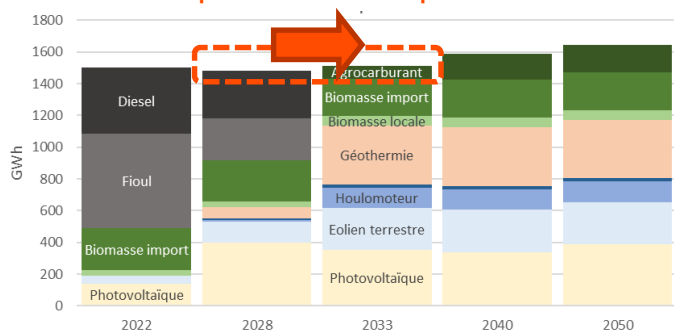 1800
1600
1400
1200
1000
800
600
400
200
0
GWh
Diesel
Fioul
Biomasse import
Photovoltaïque
Agrocarburant
Biomasse import
Biomasse locale
Géothermie
Houlomoteur
Eolien terrestre
Photovoltaïque
2022 2028 2033 2040 2050